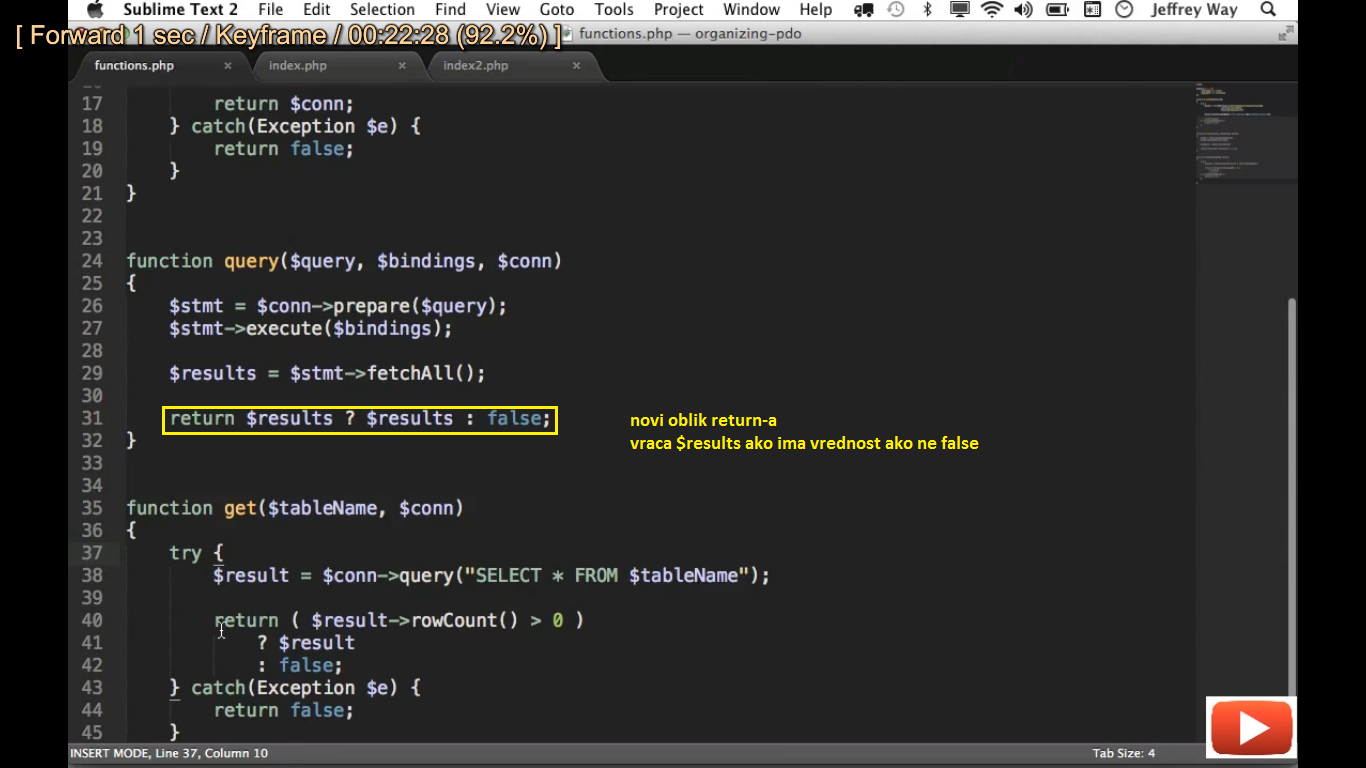 Sublime Text 2 File Edit Selection Find View Goto Tools Project Window Help Jeffrey Way
[ Forward 1 sec / Keyframe / 00:22:28 (92.2%) ]
functions.php — organizing-pdo
functions.php × index.php × index2.php ×
17 return $conn;
18 } catch(Exception $e) {
19 return false;
20 }
21 }
22
23
24 function query($query, $bindings, $conn)
25 {
26 $stmt = $conn->prepare($query);
27 $stmt->execute($bindings);
28
29 $results = $stmt->fetchAll();
30
31 return $results ? $results : false;
novi oblik return-a
vraca $results ako ima vrednost ako ne false
32 }
33
34
35 function get($tableName, $conn)
36 {
37 try {
38 $result = $conn->query("SELECT * FROM $tableName");
39
40 return ( $result->rowCount() > 0 )
41 ? $result
42 : false;
43 } catch(Exception $e) {
44 return false;
45 }
INSERT MODE, Line 37, Column 10 Tab Size: 4